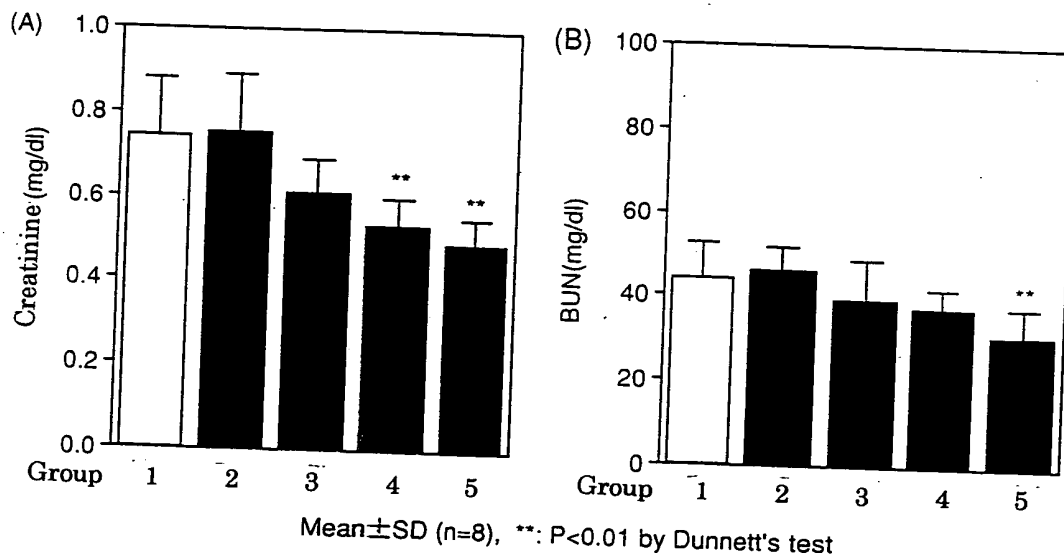 (A)
Creatinine (mg/dl)
1.0
0.8
0.6
0.4
0.2
0.0
** **
Group 1 2 3 4 5
(B)
BUN(mg/dl)
100
80
60
40
20
0
**
Group 1 2 3 4 5
Mean±SD (n=8), **: P<0.01 by Dunnett's test